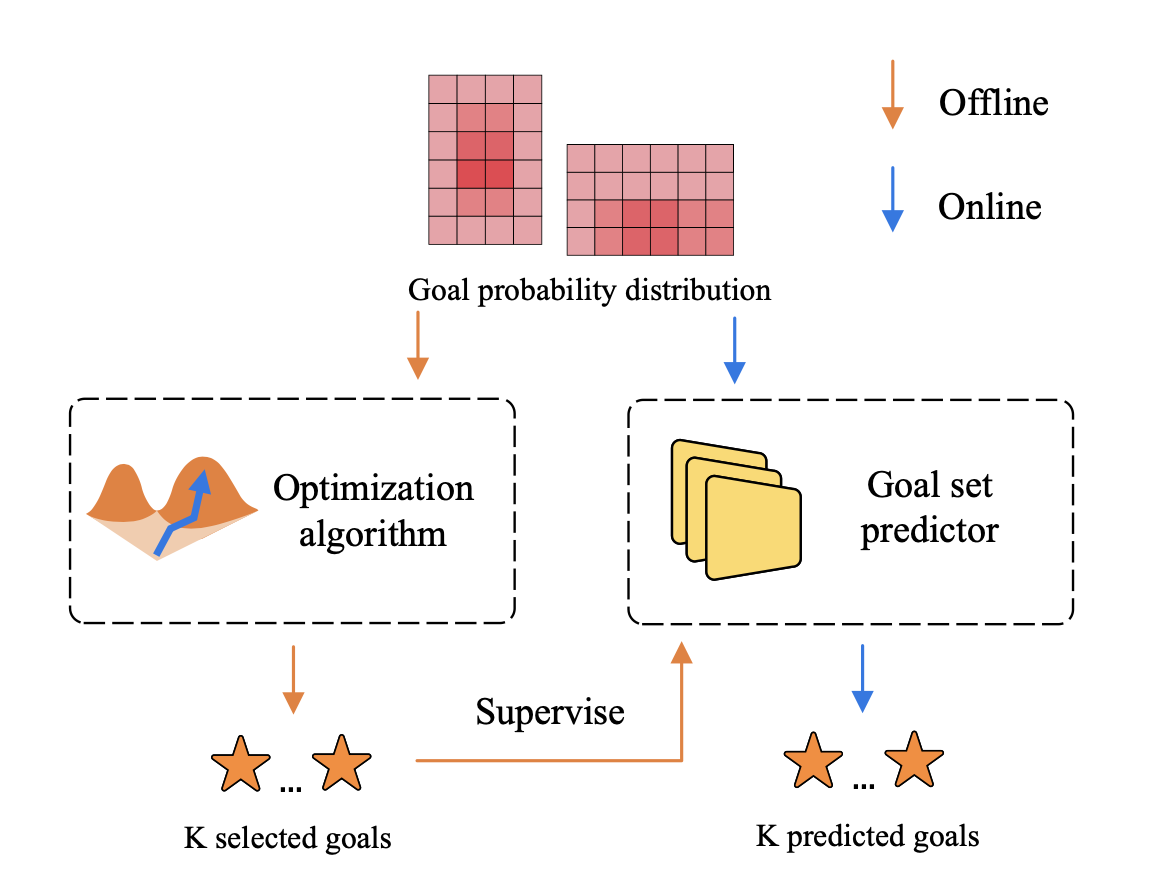 Offline
Online
Goal probability distribution
Optimization
algorithm
Goal set
predictor
Supervise
...
...
K selected goals
K predicted goals